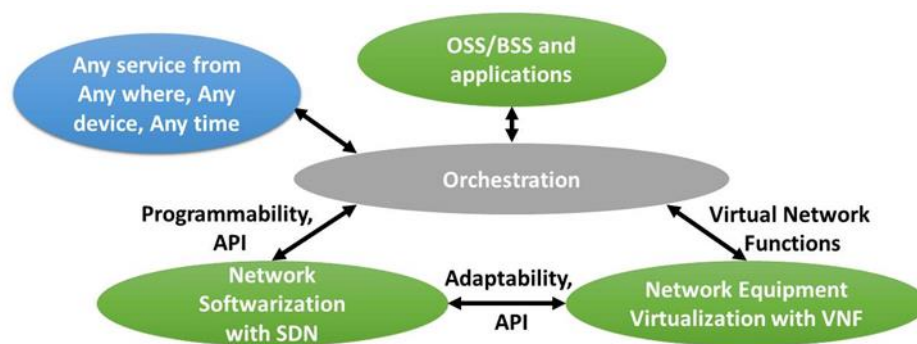 Any service from
Any where, Any
device, Any time
OSS/BSS and
applications
Orchestration
Programmability,
API
Virtual Network
Functions
Network
Softwarization
with SDN
Adaptability,
API
Network Equipment
Virtualization with VNF